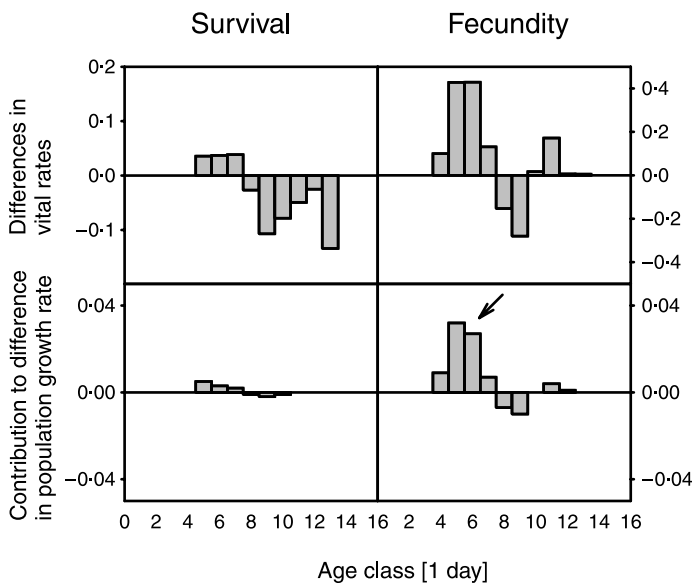 Survival Fecundity
Differences in
vital rates
0·2
0·1
0·0
−0·1
0·4
0·2
0·0
−0·2
−0·4
Contribution to difference
in population growth rate
0·04
0·00
−0·04
0·04
0·00
−0·04
0 2 4 6 8 10 12 14 16 2 4 6 8 10 12 14 16
Age class [1 day]